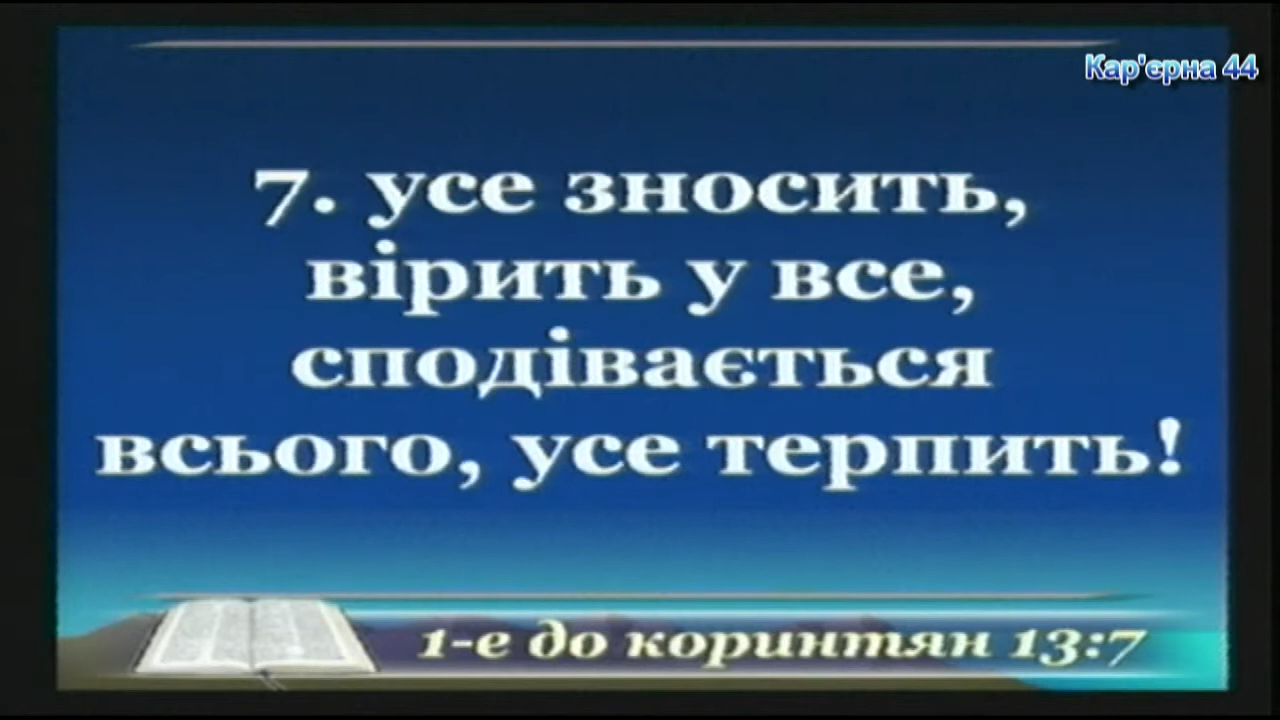 Кар'єрна 44
7. усе зносить,
вірить у все,
сподівається
всього, усе терпить!
1-е до коринтян 13:7